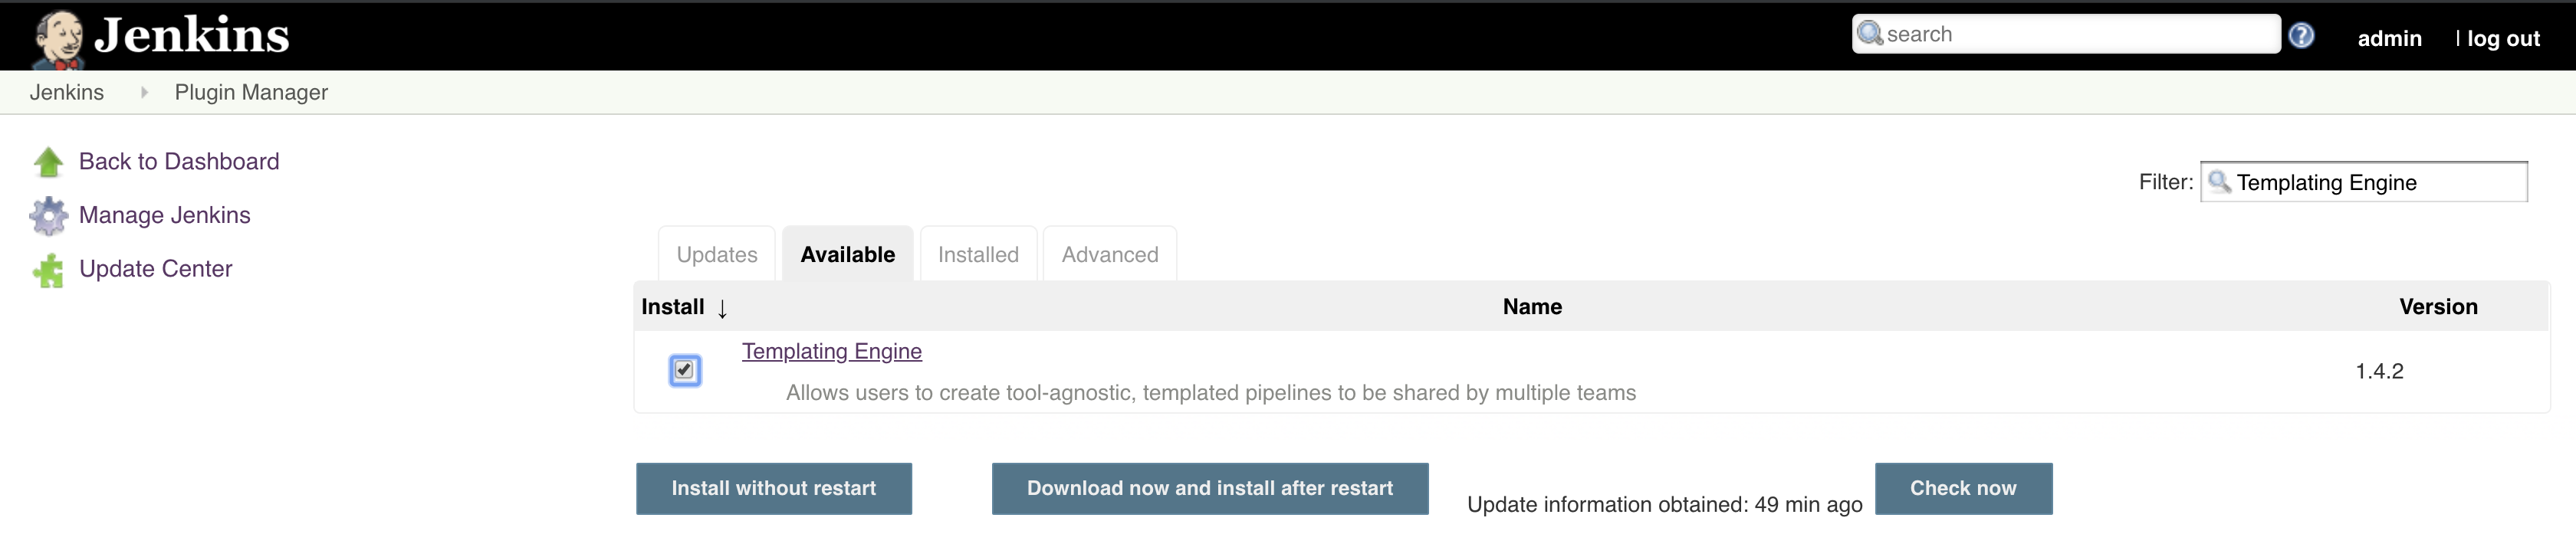 Jenkins
search
?
admin
| log out
Jenkins
Plugin Manager
Back to Dashboard
Manage Jenkins
Update Center
Filter: Templating Engine
Updates
Available
Installed
Advanced
Install ↓
Name
Version
Templating Engine
Allows users to create tool-agnostic, templated pipelines to be shared by multiple teams
1.4.2
Install without restart
Download now and install after restart
Update information obtained: 49 min ago
Check now